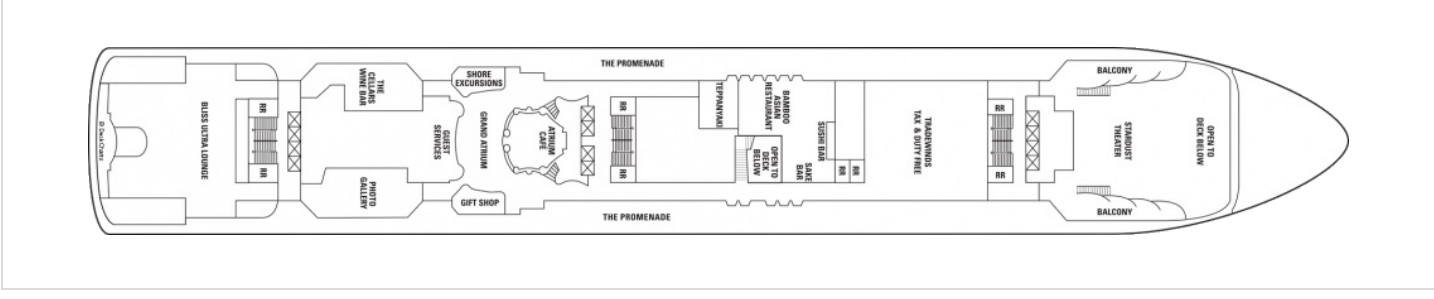 © DeckCharts
BLISS ULTRA LOUNGE
RR
RR
THE
CELLARS
WINE BAR
PHOTO
GALLERY
GUEST
SERVICES
SHORE
EXCURSIONS
GRAND ATRIUM
GIFT SHOP
ATRIUM
CAFÉ
THE PROMENADE
THE PROMENADE
RR
RR
TEPPANYAKI
BAMBOO
ASIAN
RESTAURANT
OPEN TO
DECK
BELOW
SUSHI BAR
SAKE
BAR
RR
RR
TRADEWINDS
TAX & DUTY FREE
RR
RR
BALCONY
STARDUST
THEATER
BALCONY
OPEN TO
DECK BELOW